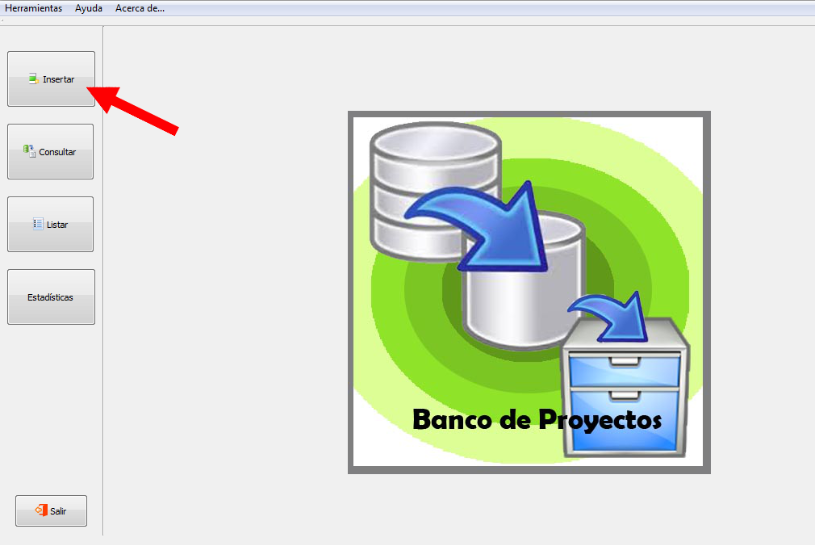 Herramientas Ayuda Acerca de...
Insertar
Consultar
Listar
Estadísticas
Banco de Proyectos
Salir